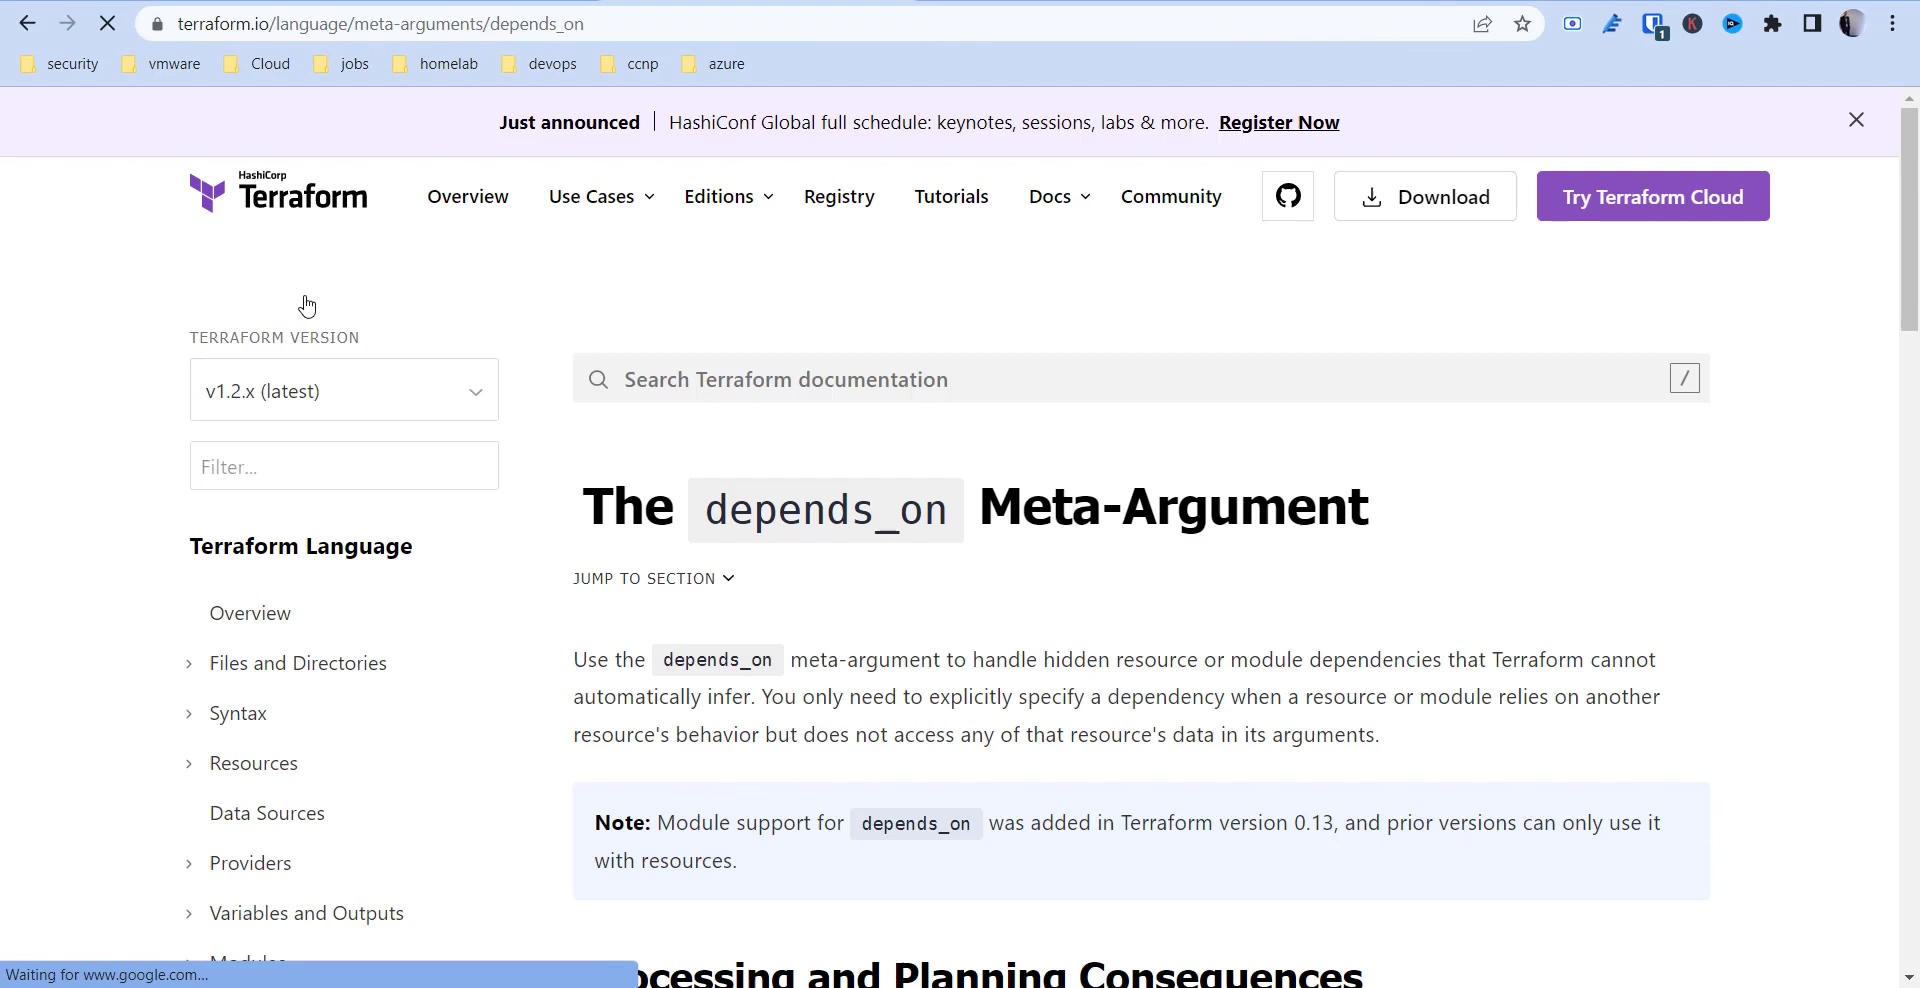 terraform.io/language/meta-arguments/depends_on
1
security vmware Cloud jobs homelab devops ccnp azure
Just announced HashiConf Global full schedule: keynotes, sessions, labs & more. Register Now
HashiCorp
Terraform
Overview Use Cases Editions Registry Tutorials Docs Community Download Try Terraform Cloud
TERRAFORM VERSION
v1.2.x (latest)
Filter...
Terraform Language
Overview
Files and Directories
Syntax
Resources
Data Sources
Providers
Variables and Outputs
Modules
Search Terraform documentation /
The depends_on Meta-Argument
JUMP TO SECTION
Use the depends_on meta-argument to handle hidden resource or module dependencies that Terraform cannot
automatically infer. You only need to explicitly specify a dependency when a resource or module relies on another
resource's behavior but does not access any of that resource's data in its arguments.
Note: Module support for depends_on was added in Terraform version 0.13, and prior versions can only use it
with resources.
ocessing and Planning Consequences
Waiting for www.google.com...